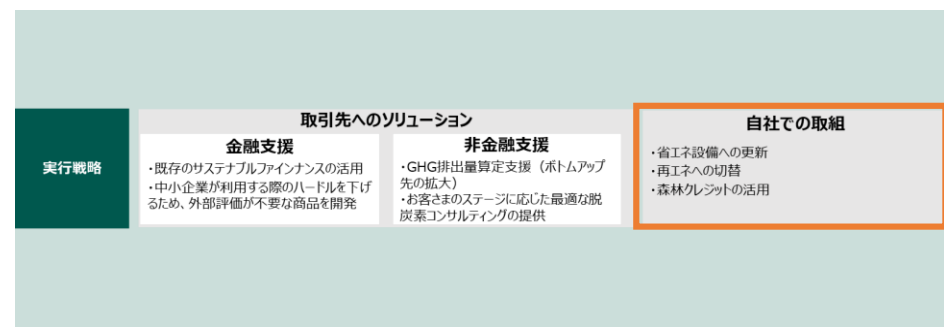 実行戦略
取引先へのソリューション
金融支援
・既存のサステナブルファインナンスの活用
・中小企業が利用する際のハードルを下げ
るため、外部評価が不要な商品を開発
非金融支援
・GHG排出量算定支援（ボトムアップ
先の拡大）
・お客さまのステージに応じた最適な脱
炭素コンサルティングの提供
自社での取組
・省エネ設備への更新
・再エネへの切替
・森林クレジットの活用